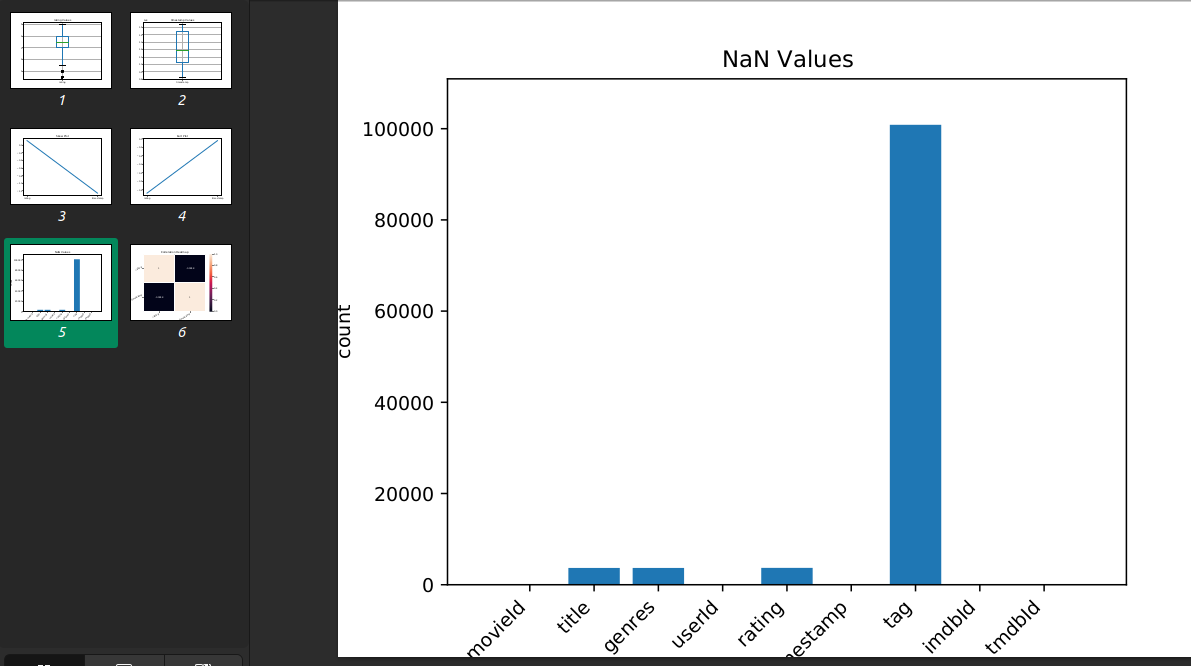 1
2
3
4
5
6
NaN Values
100000
80000
60000
40000
20000
0
count
movieId
title
genres
userId
rating
nestamp
tag
imdbId
tmdbId